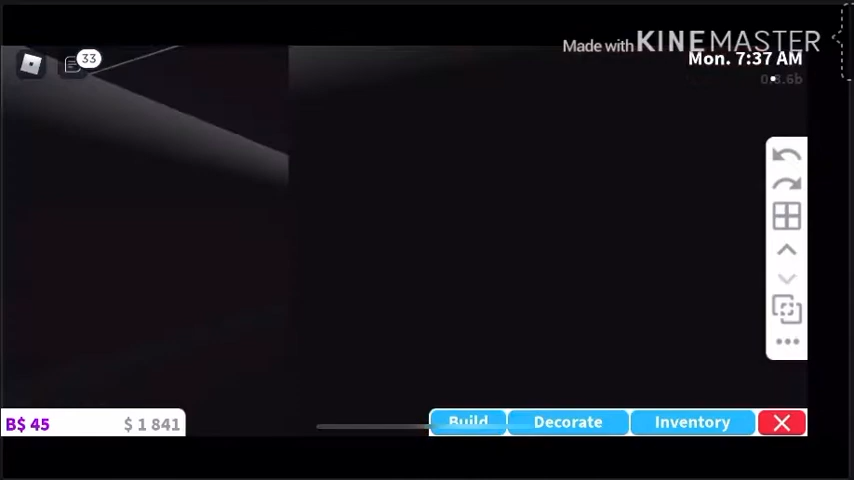 Made with KINEMASTER
33
Mon. 7:37 AM
B$ 45
$ 1 841
Build
Decorate
Inventory